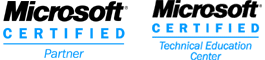 Microsoft®
CERTIFIED
Partner
Microsoft®
CERTIFIED
Technical Education
Center